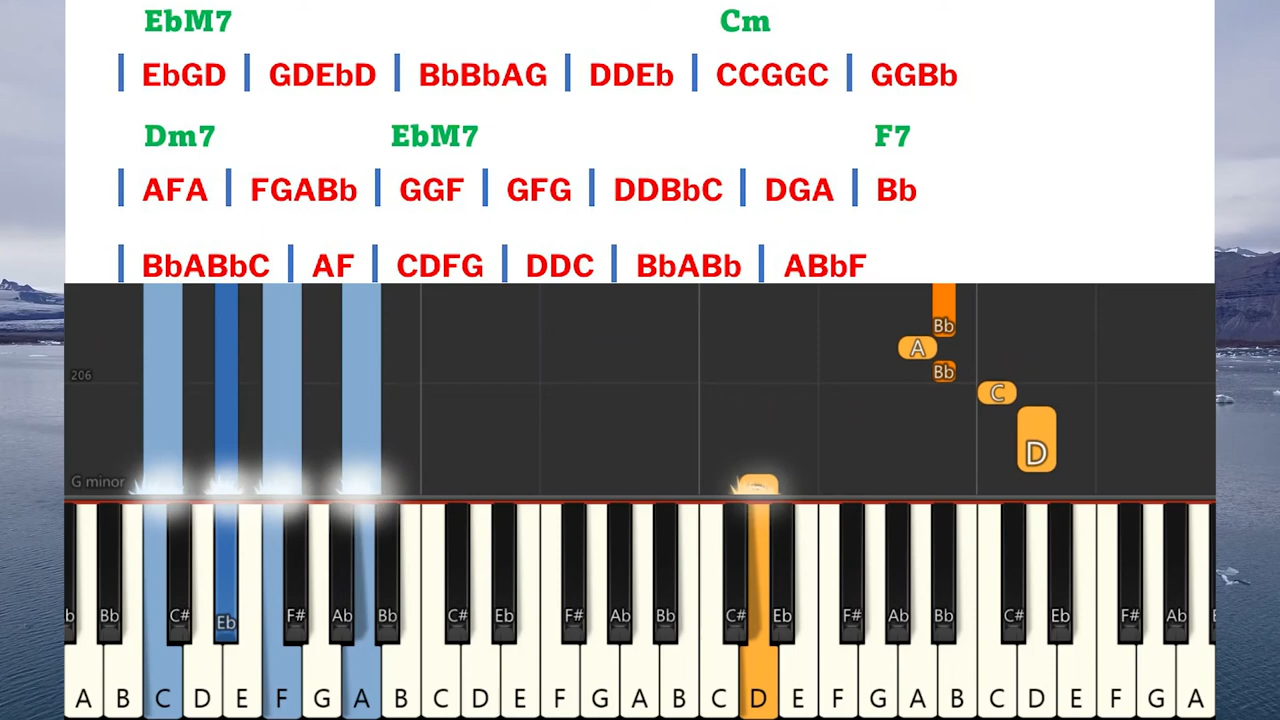 EbM7 Cm
| EbGD | GDEbD | BbBbAG | DDEb | CCGGC | GGBb
Dm7 EbM7 F7
| AFA | FGABb | GGF | GFG | DDBbC | DGA | Bb
| BbABbC | AF | CDFG | DDC | BbABb | ABbF
Bb
A
206 Bb
C
D
G minor
b Bb C# Eb F# Ab Bb C# Eb F# Ab Bb C# Eb F# Ab Bb C# Eb F# Ab E
A B C D E F G A B C D E F G A B C D E F G A B C D E F G A